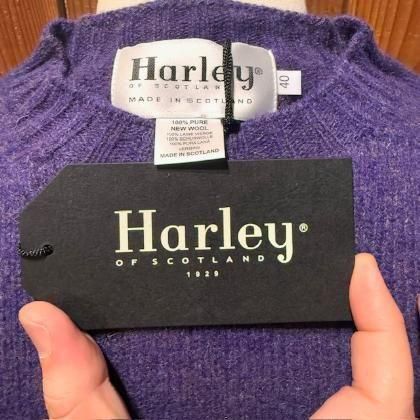 Harley®
OF SCOTLAND
MADE IN SCOTLAND
40
100% PURE
NEW WOOL
100% LAINE VIERGE
100% SCHURWOLLE
100% PURA LANA
VERGINE
MADE IN SCOTLAND
Harley®
OF SCOTLAND
1929